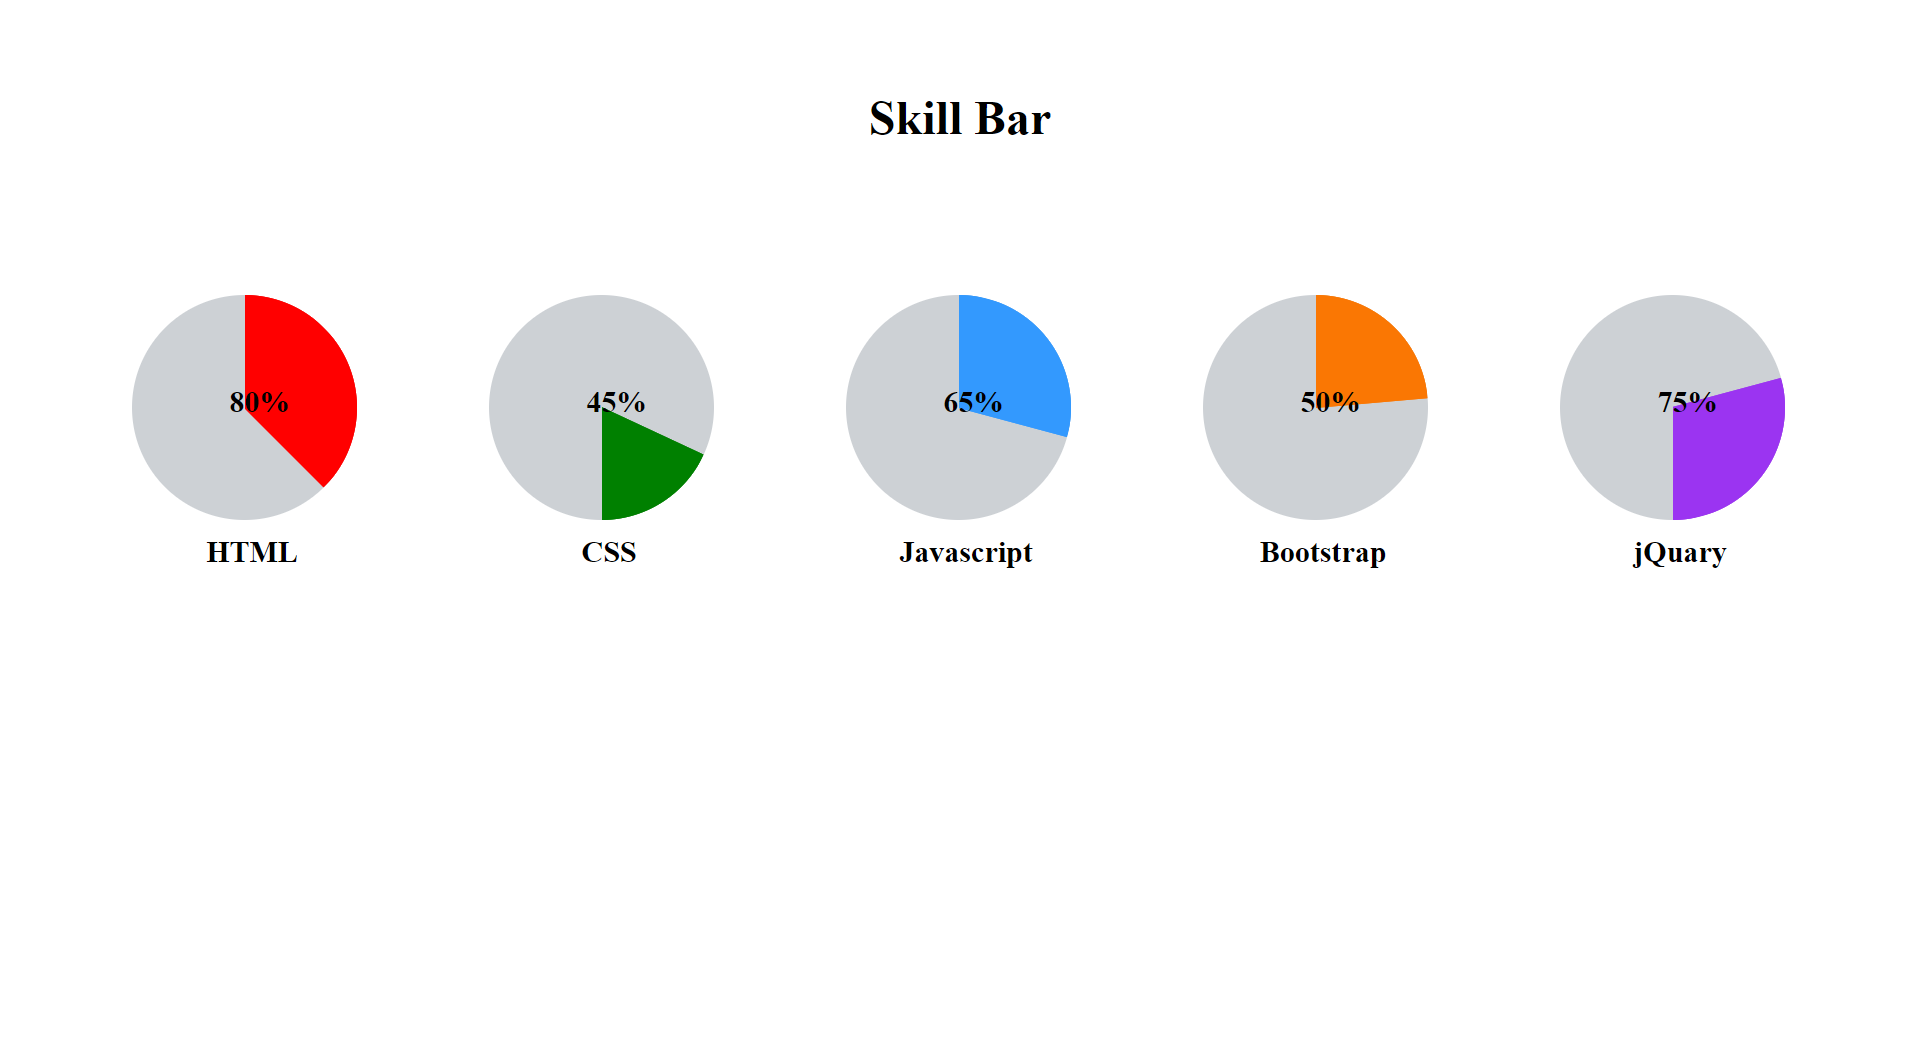 Skill Bar
80%
45%
65%
50%
75%
HTML
CSS
Javascript
Bootstrap
jQuary